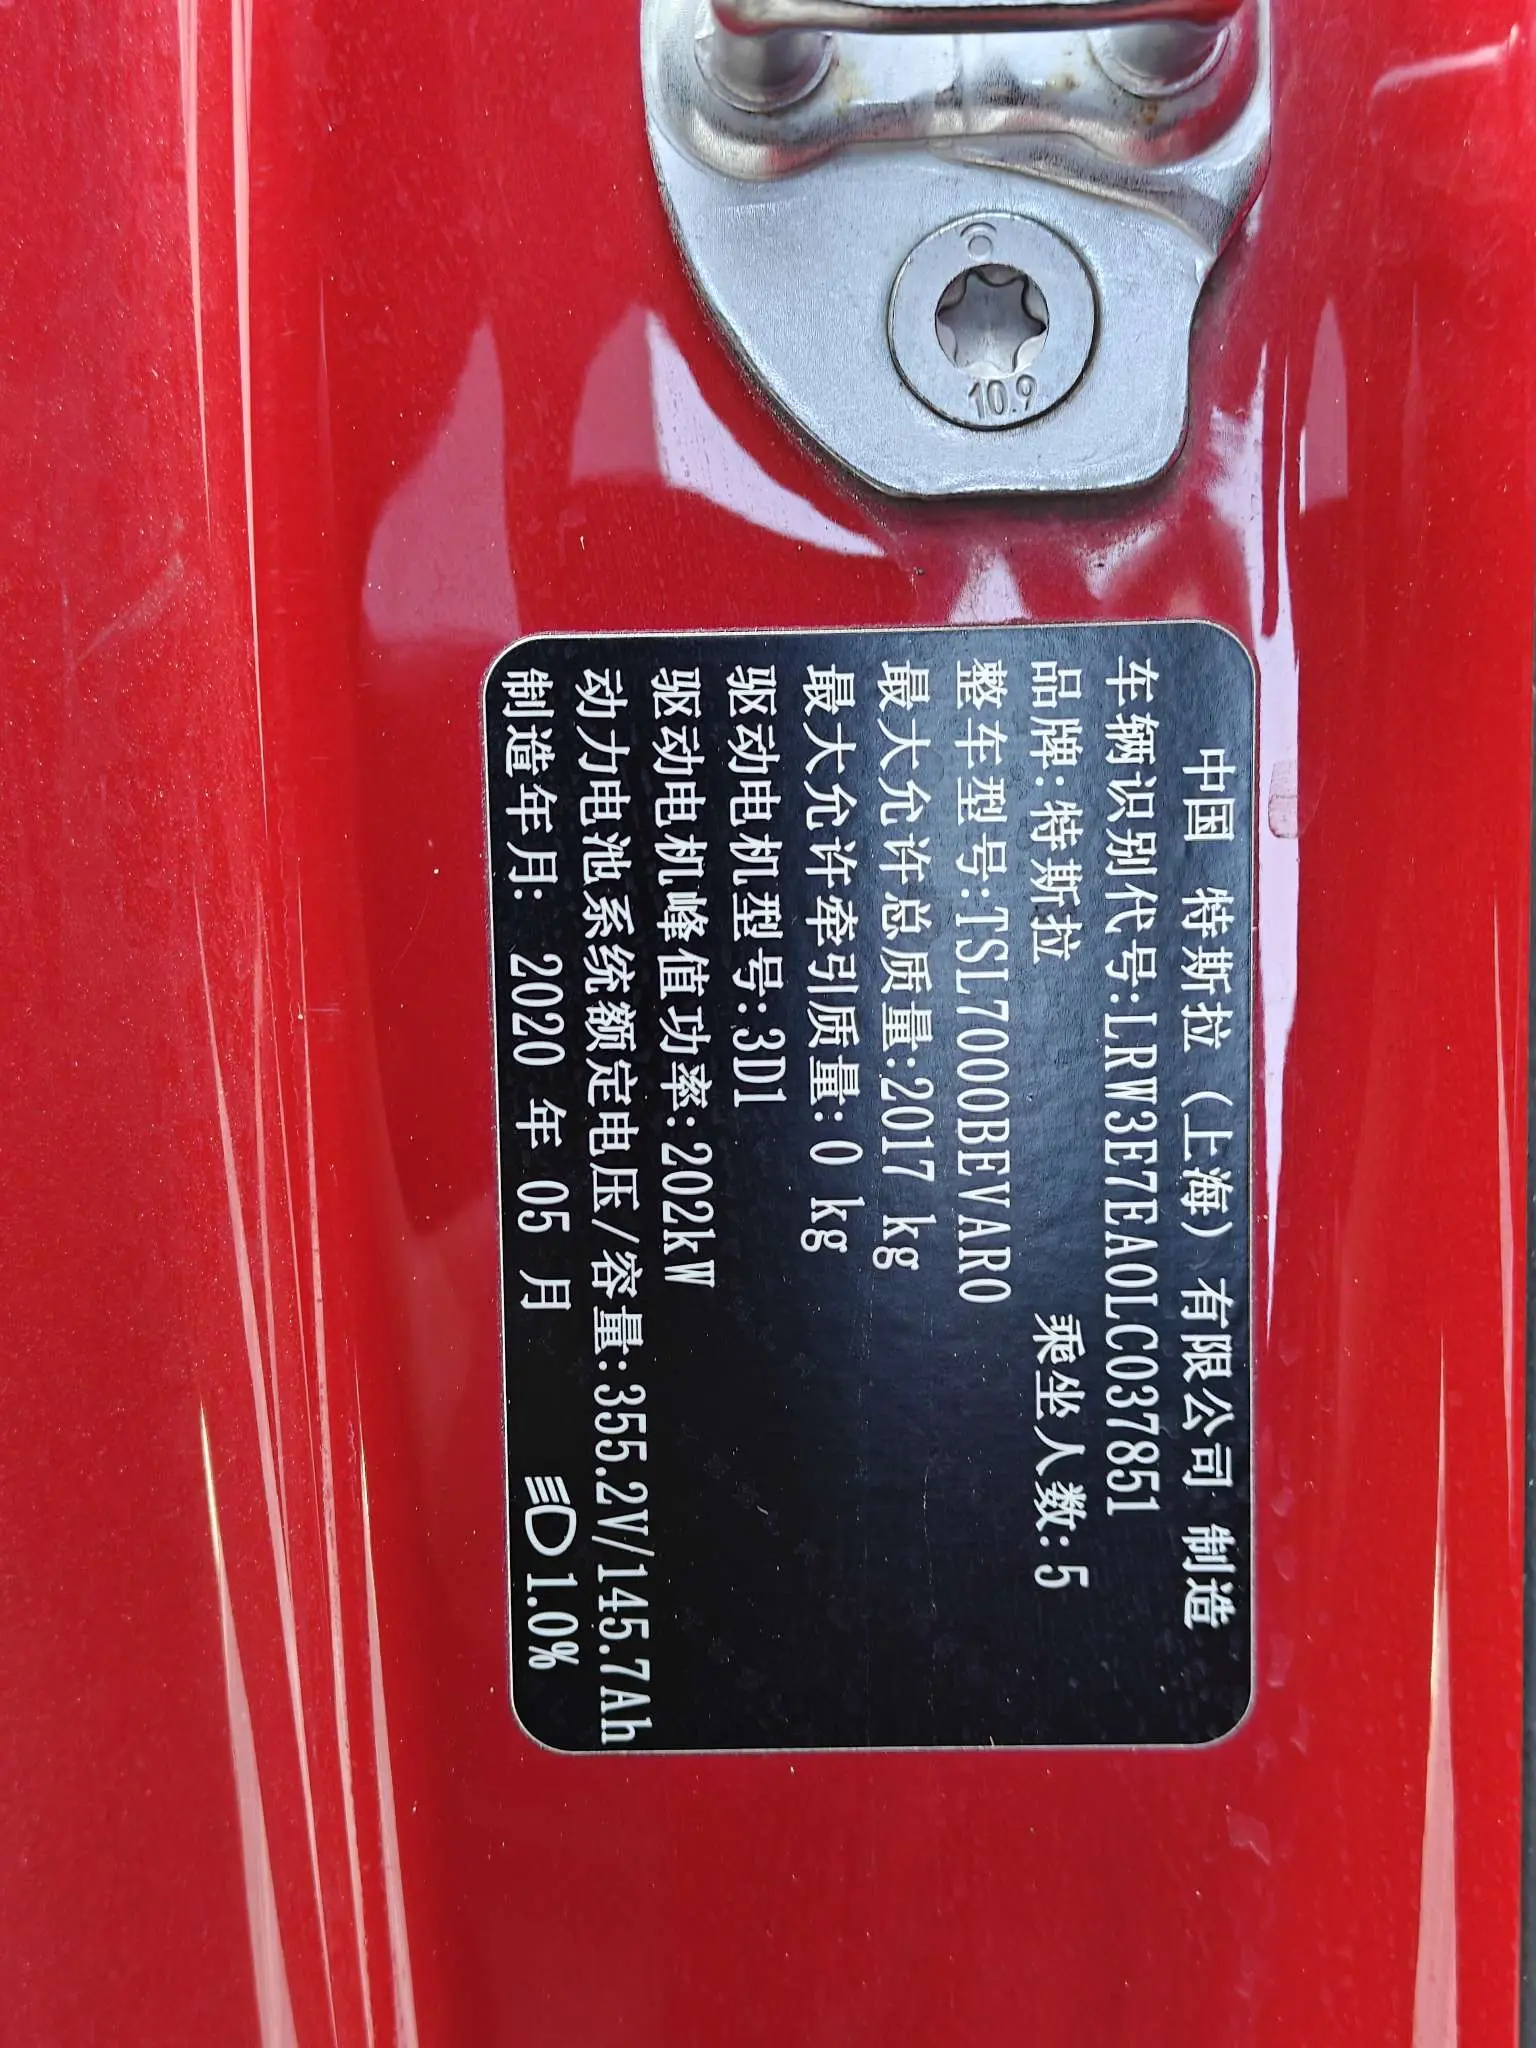 10.9
中国 特斯拉（上海）有限公司 制造
车辆识别代号:LRW3E7EA0LC037851
品牌:特斯拉 乘坐人数:5
整车型号:TSL7000BEVAR0
最大允许总质量:2017 kg
最大允许牵引质量:0 kg
驱动电机型号:3D1
驱动电机峰值功率:202kW
动力电池系统额定电压/容量:355.2V/145.7Ah
制造年月: 2020 年 05 月 1.0%